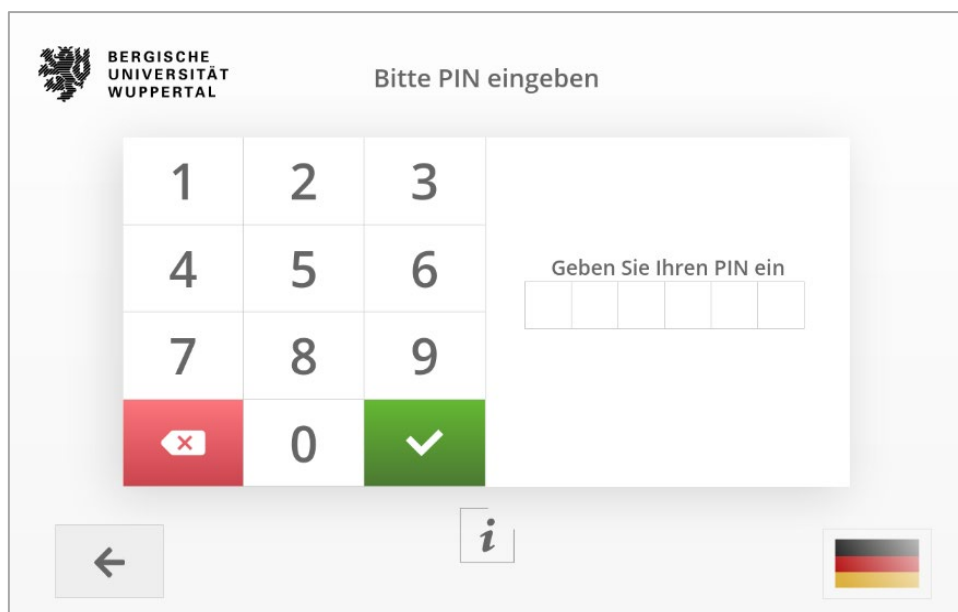 BERGISCHE
UNIVERSITÄT
WUPPERTAL
Bitte PIN eingeben
1 2 3
4 5 6
7 8 9
0
Geben Sie Ihren PIN ein
i